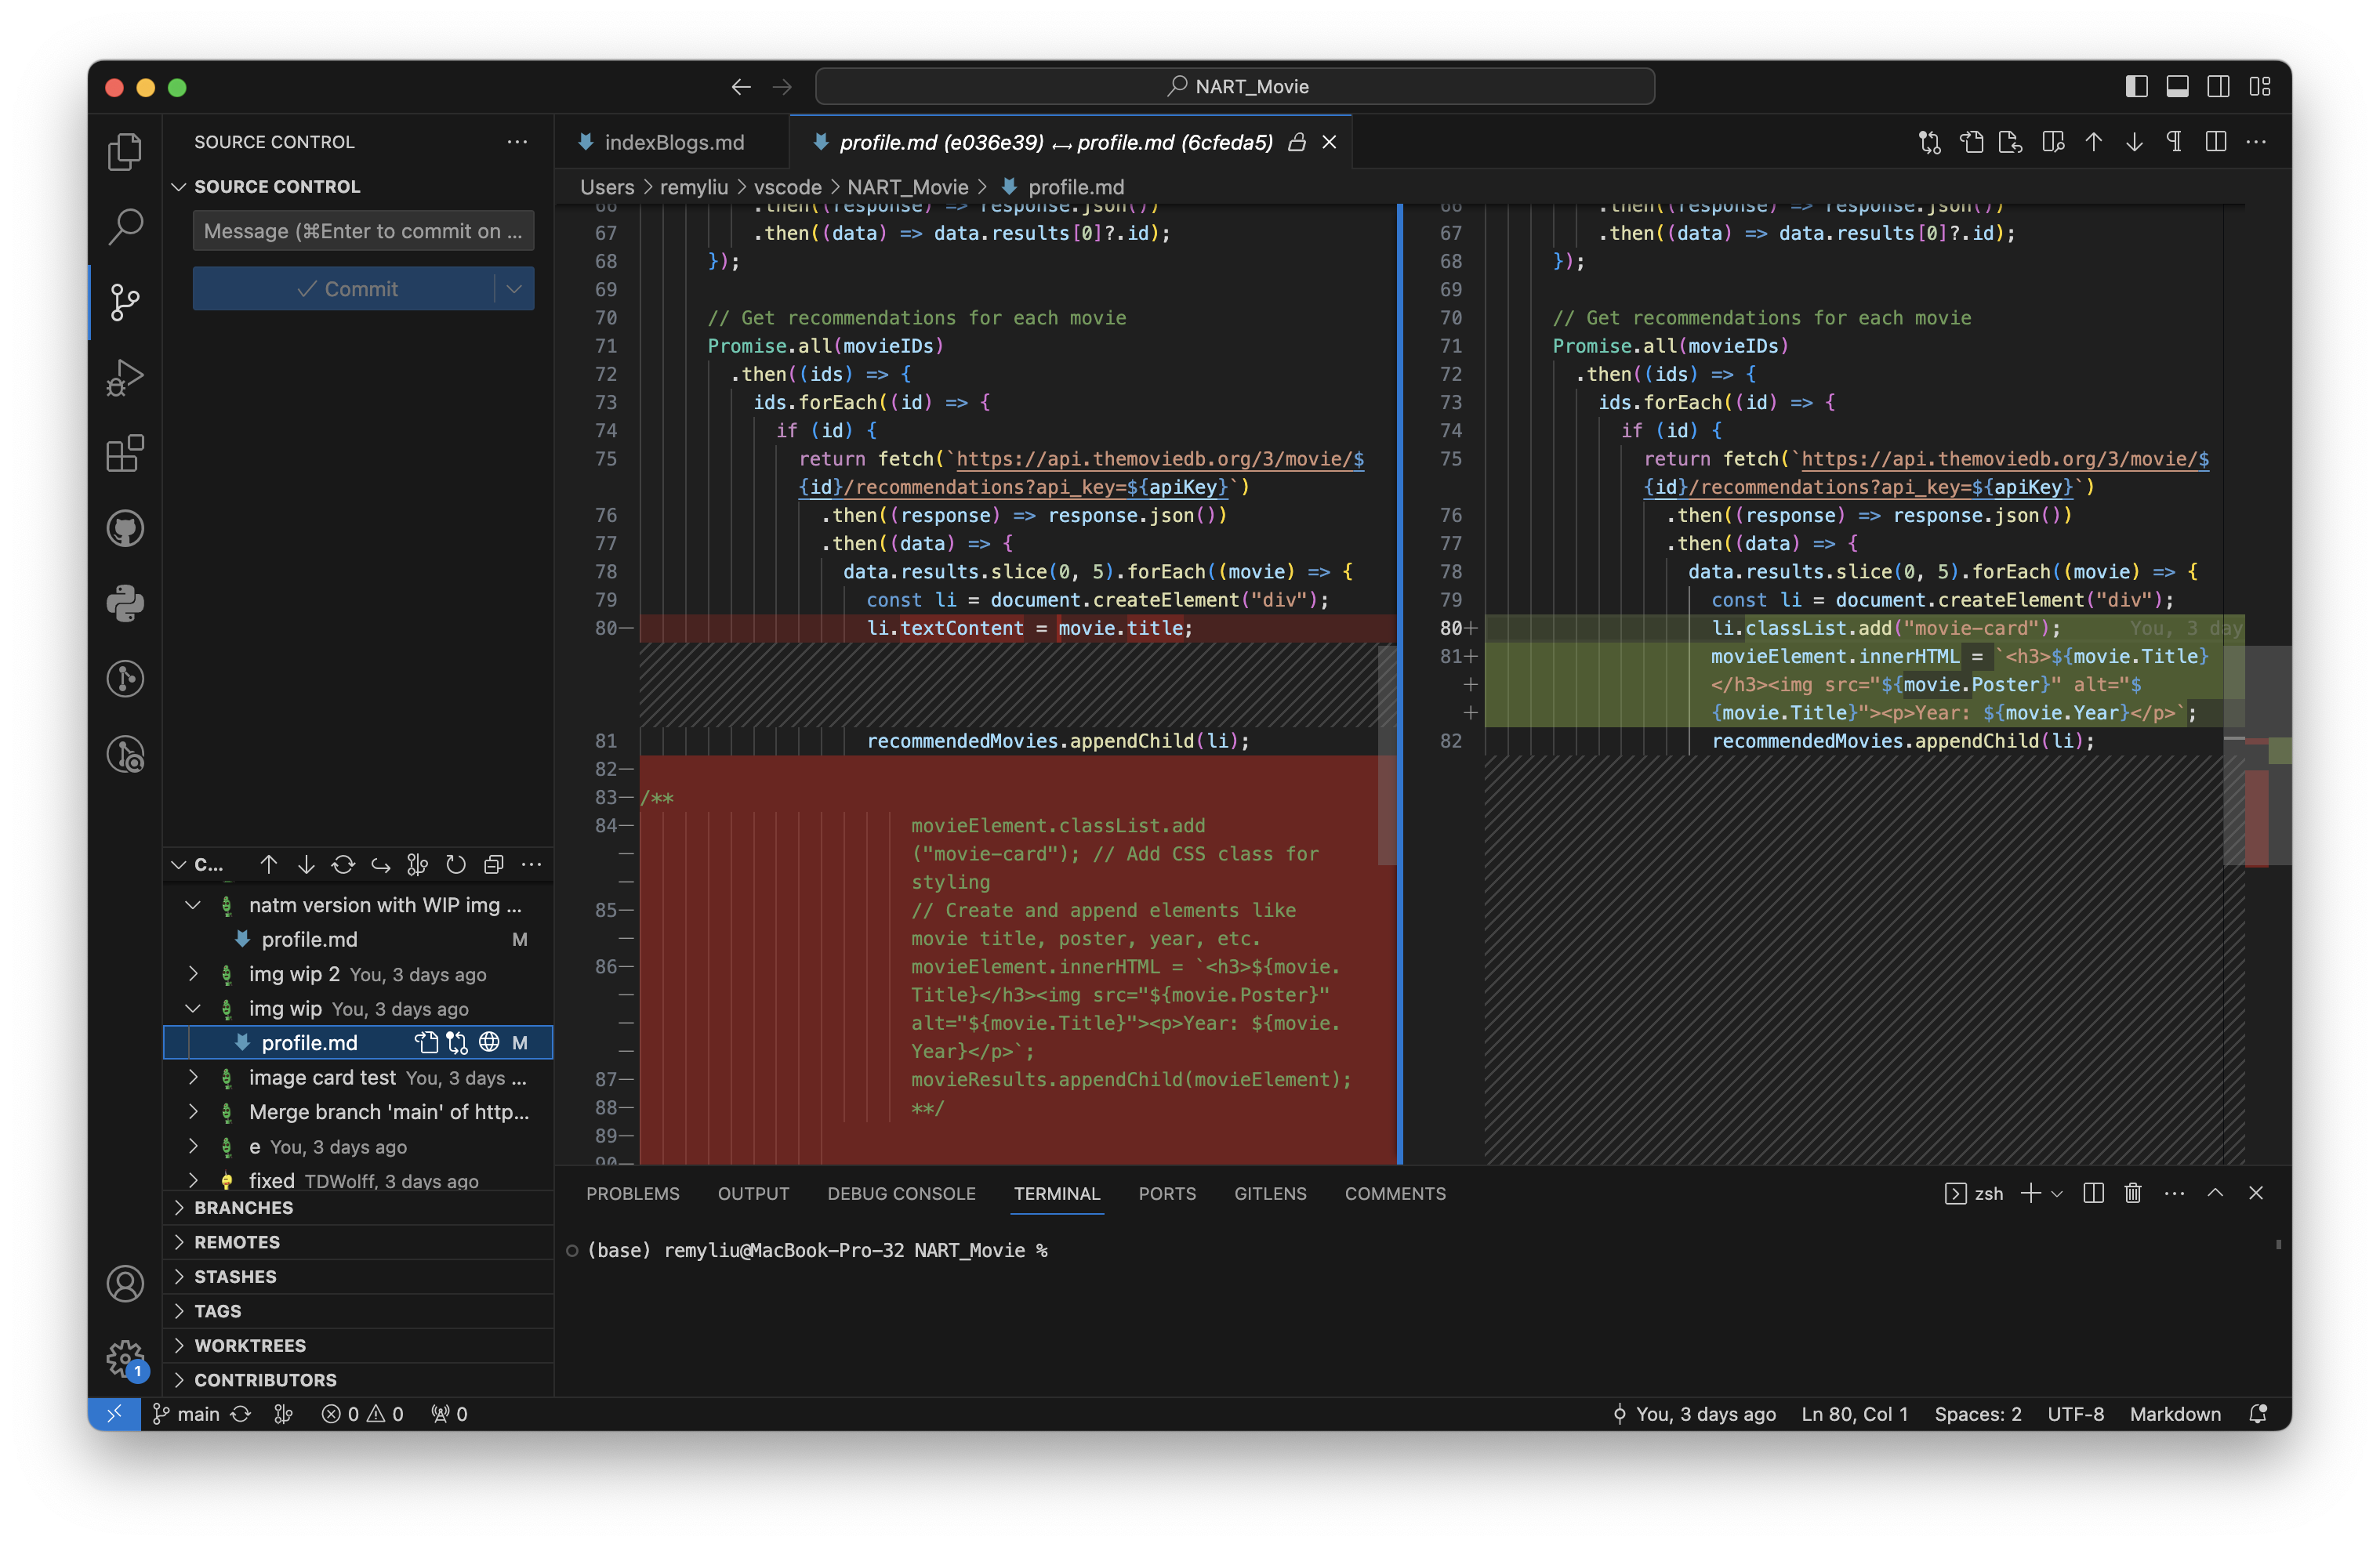 NART_Movie
SOURCE CONTROL
SOURCE CONTROL
Message (⌘Enter to commit on ...
Commit
C...
natm version with WIP img ...
profile.md M
img wip 2 You, 3 days ago
img wip You, 3 days ago
profile.md M
image card test You, 3 days ...
Merge branch 'main' of http...
e You, 3 days ago
fixed TDWolff, 3 days ago
BRANCHES
REMOTES
STASHES
TAGS
WORKTREES
CONTRIBUTORS
1
indexBlogs.md
profile.md (e036e39) ↔ profile.md (6cfeda5)
Users > remyliu > vscode > NART_Movie > profile.md
66 .then((response) => response.json())
67 .then((data) => data.results[0]?.id);
68 });
69
70 // Get recommendations for each movie
71 Promise.all(movieIDs)
72 .then((ids) => {
73 ids.forEach((id) => {
74 if (id) {
75 return fetch(`https://api.themoviedb.org/3/movie/$
{id}/recommendations?api_key=${apiKey}`)
76 .then((response) => response.json())
77 .then((data) => {
78 data.results.slice(0, 5).forEach((movie) => {
79 const li = document.createElement("div");
80— li.textContent = movie.title;
81 recommendedMovies.appendChild(li);
82—
83— /**
84— movieElement.classList.add
— ("movie-card"); // Add CSS class for
— styling
85— // Create and append elements like
— movie title, poster, year, etc.
86— movieElement.innerHTML = `<h3>${movie.
— Title}</h3><img src="${movie.Poster}"
— alt="${movie.Title}"><p>Year: ${movie.
— Year}</p>`;
87— movieResults.appendChild(movieElement);
88— **/
89—
90—
66 .then((response) => response.json())
67 .then((data) => data.results[0]?.id);
68 });
69
70 // Get recommendations for each movie
71 Promise.all(movieIDs)
72 .then((ids) => {
73 ids.forEach((id) => {
74 if (id) {
75 return fetch(`https://api.themoviedb.org/3/movie/$
{id}/recommendations?api_key=${apiKey}`)
76 .then((response) => response.json())
77 .then((data) => {
78 data.results.slice(0, 5).forEach((movie) => {
79 const li = document.createElement("div");
80+ li.classList.add("movie-card"); You, 3 day
81+ movieElement.innerHTML = `<h3>${movie.Title}
+ </h3><img src="${movie.Poster}" alt="$
+ {movie.Title}"><p>Year: ${movie.Year}</p>`;
82 recommendedMovies.appendChild(li);
PROBLEMS OUTPUT DEBUG CONSOLE TERMINAL PORTS GITLENS COMMENTS
zsh
(base) remyliu@MacBook-Pro-32 NART_Movie %
main 0 0 0
You, 3 days ago Ln 80, Col 1 Spaces: 2 UTF-8 Markdown